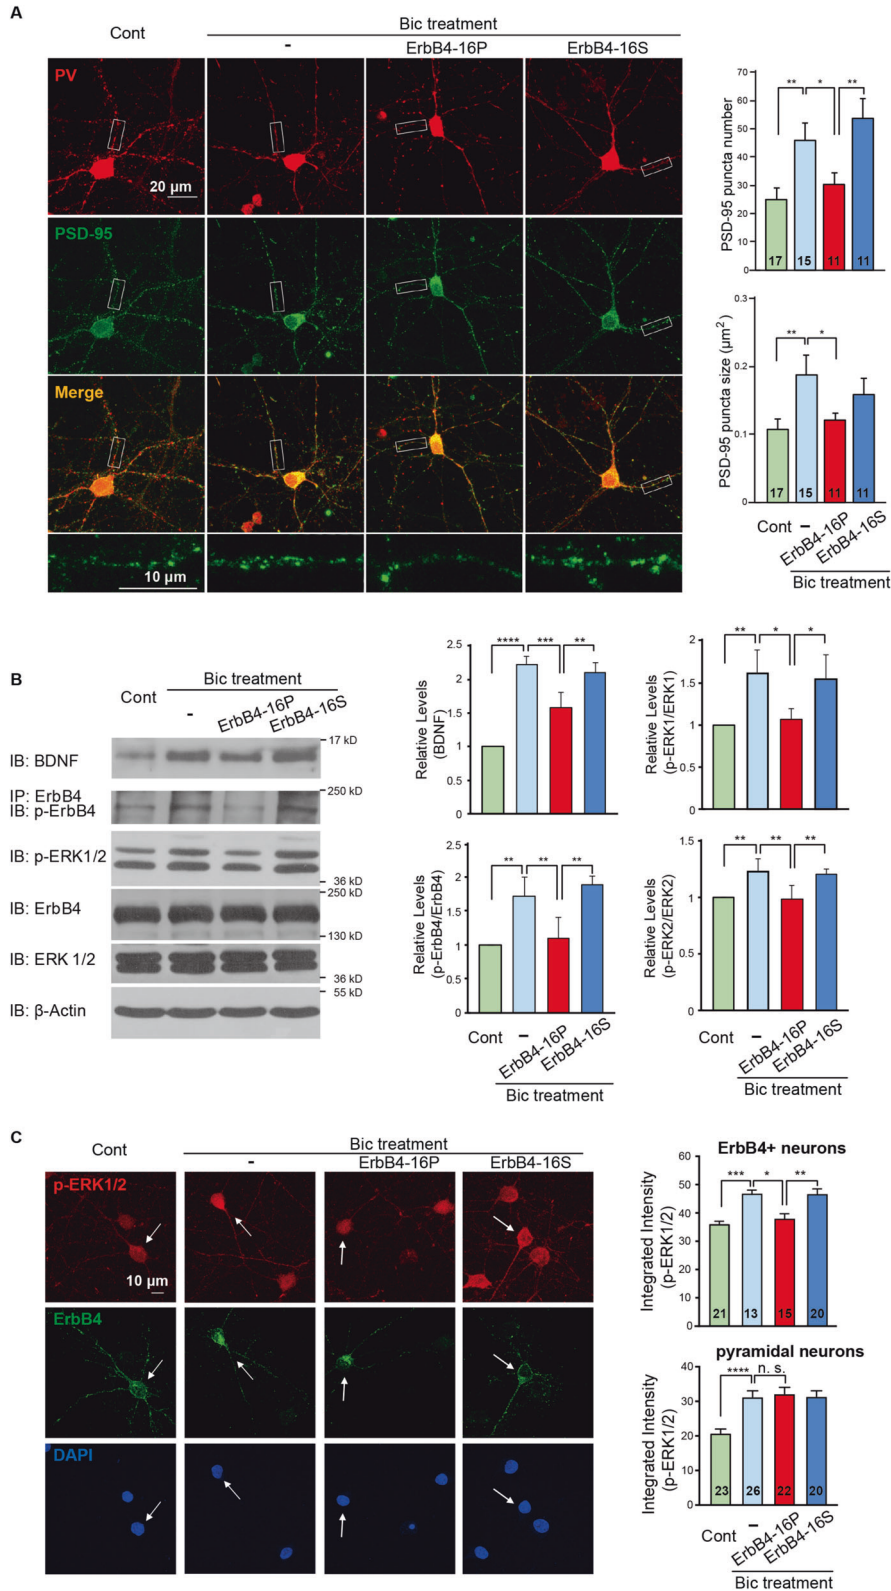 A
Cont
Bic treatment
-
ErbB4-16P
ErbB4-16S
PV
20 µm
PSD-95
Merge
10 µm
PSD-95 puncta number
70
60
50
40
30
20
10
0
** * **
17 15 11 11
PSD-95 puncta size (µm²)
0.3
0.2
0.1
0
** *
17 15 11 11
Cont – ErbB4-16P ErbB4-16S
Bic treatment
B
Cont
Bic treatment
-
ErbB4-16P
ErbB4-16S
IB: BDNF
17 kD
IP: ErbB4
IB: p-ErbB4
250 kD
IB: p-ERK1/2
36 kD
250 kD
IB: ErbB4
130 kD
IB: ERK 1/2
36 kD
55 kD
IB: β-Actin
Relative Levels
(BDNF)
2.5
2
1.5
1
0.5
0
**** *** **
Relative Levels
(p-ERK1/ERK1)
2
1.5
1
0.5
0
** * *
Relative Levels
(p-ErbB4/ErbB4)
2.5
2
1.5
1
0.5
0
** ** **
Cont – ErbB4-16P ErbB4-16S
Bic treatment
Relative Levels
(p-ERK2/ERK2)
1.5
1
0.5
0
** ** **
Cont – ErbB4-16P ErbB4-16S
Bic treatment
C
Cont
Bic treatment
-
ErbB4-16P
ErbB4-16S
p-ERK1/2
10 µm
ErbB4
DAPI
ErbB4+ neurons
Integrated Intensity
(p-ERK1/2)
60
50
40
30
20
10
0
*** * **
21 13 15 20
pyramidal neurons
Integrated Intensity
(p-ERK1/2)
40
30
20
10
0
**** n. s.
23 26 22 20
Cont – ErbB4-16P ErbB4-16S
Bic treatment